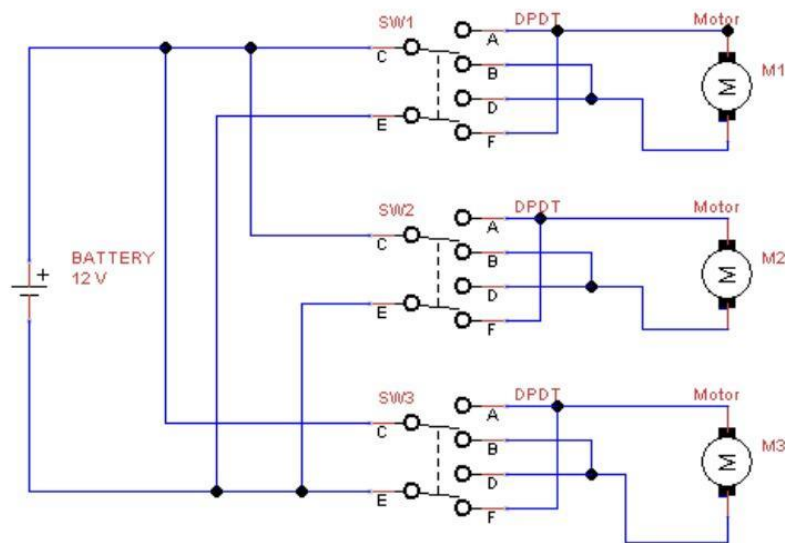 SW1 DPDT Motor
A
C
B
M
M1
D
E
F
SW2 DPDT Motor
A
C
B
BATTERY
12 V
+
M
M2
D
E
F
SW3 DPDT Motor
A
C
B
M
M3
D
E
F